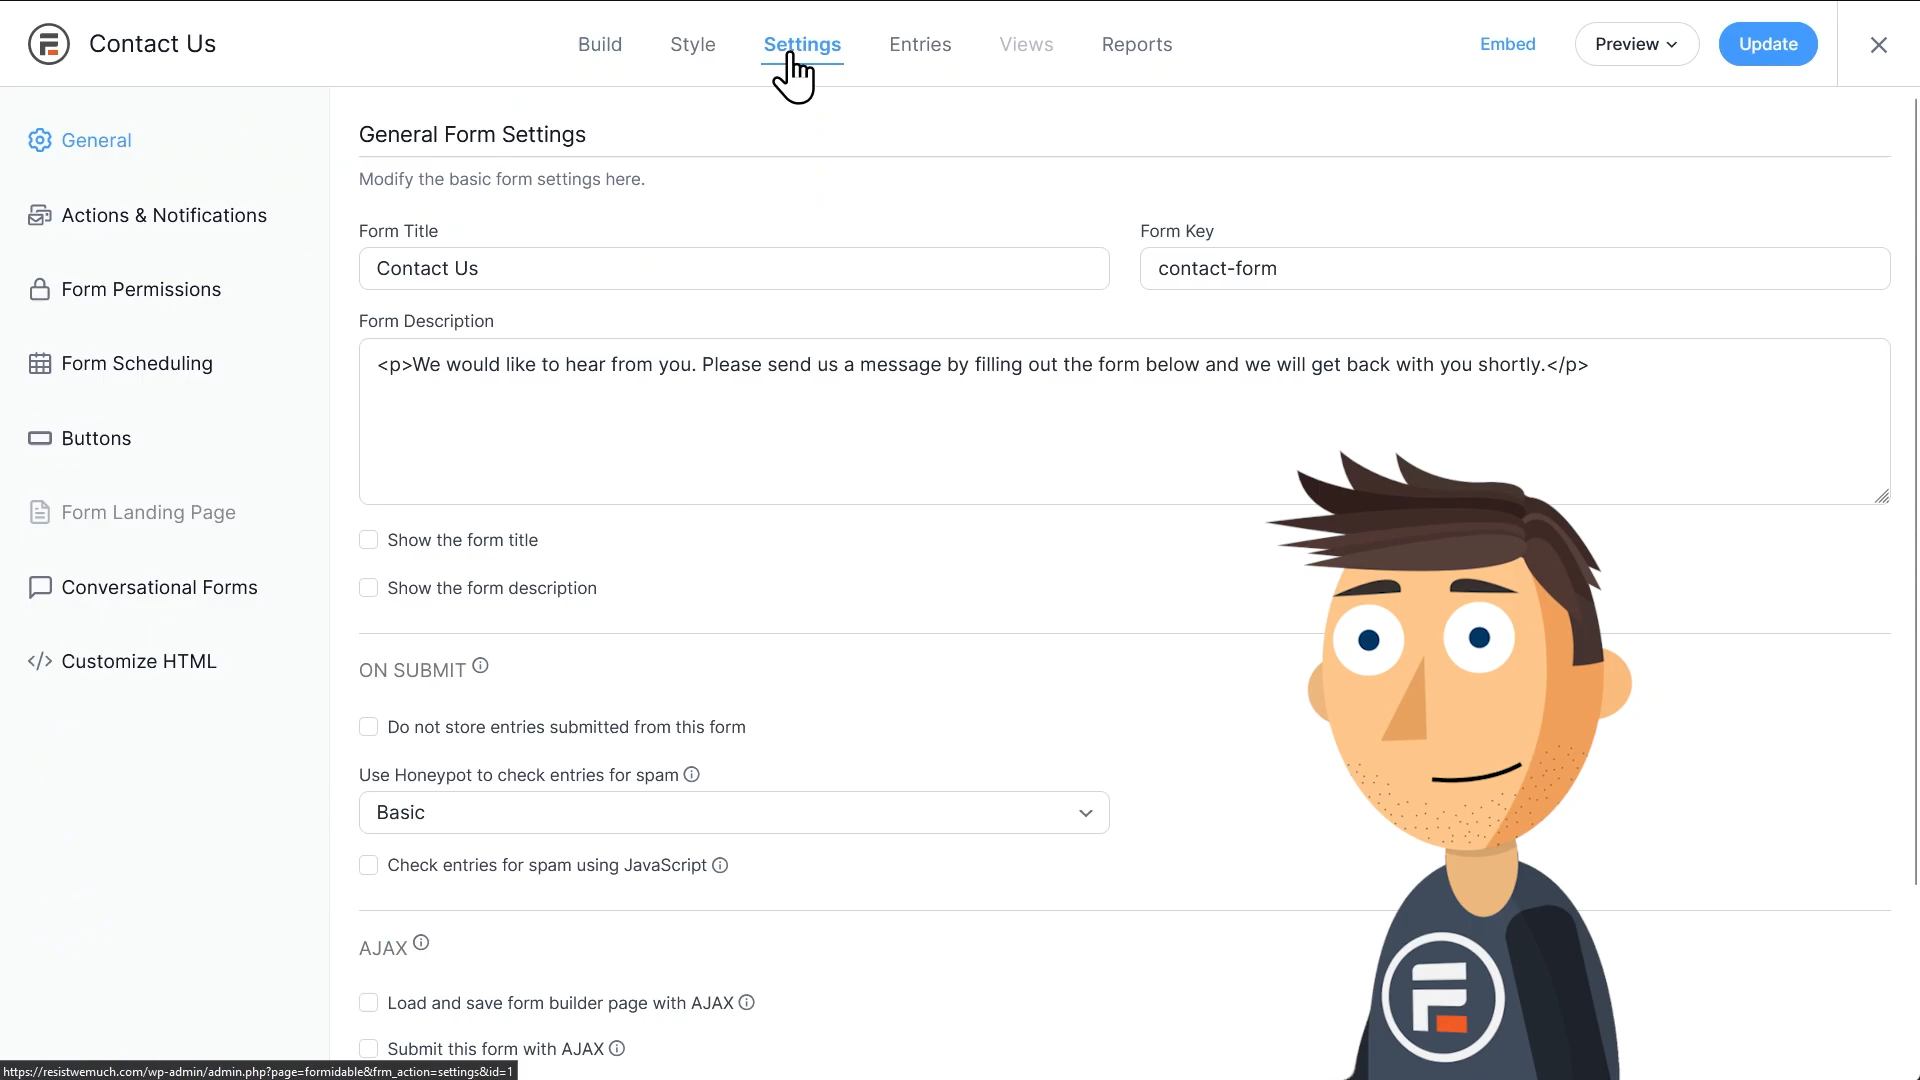 Contact Us
Build
Style
Settings
Entries
Views
Reports
Embed
Preview
Update
General
Actions & Notifications
Form Permissions
Form Scheduling
Buttons
Form Landing Page
Conversational Forms
Customize HTML
General Form Settings
Modify the basic form settings here.
Form Title
Form Key
Contact Us
contact-form
Form Description
<p>We would like to hear from you. Please send us a message by filling out the form below and we will get back with you shortly.</p>
Show the form title
Show the form description
ON SUBMIT
Do not store entries submitted from this form
Use Honeypot to check entries for spam
Basic
Check entries for spam using JavaScript
AJAX
Load and save form builder page with AJAX
Submit this form with AJAX
https://resistwemuch.com/wp-admin/admin.php?page=formidable&frm_action=settings&id=1